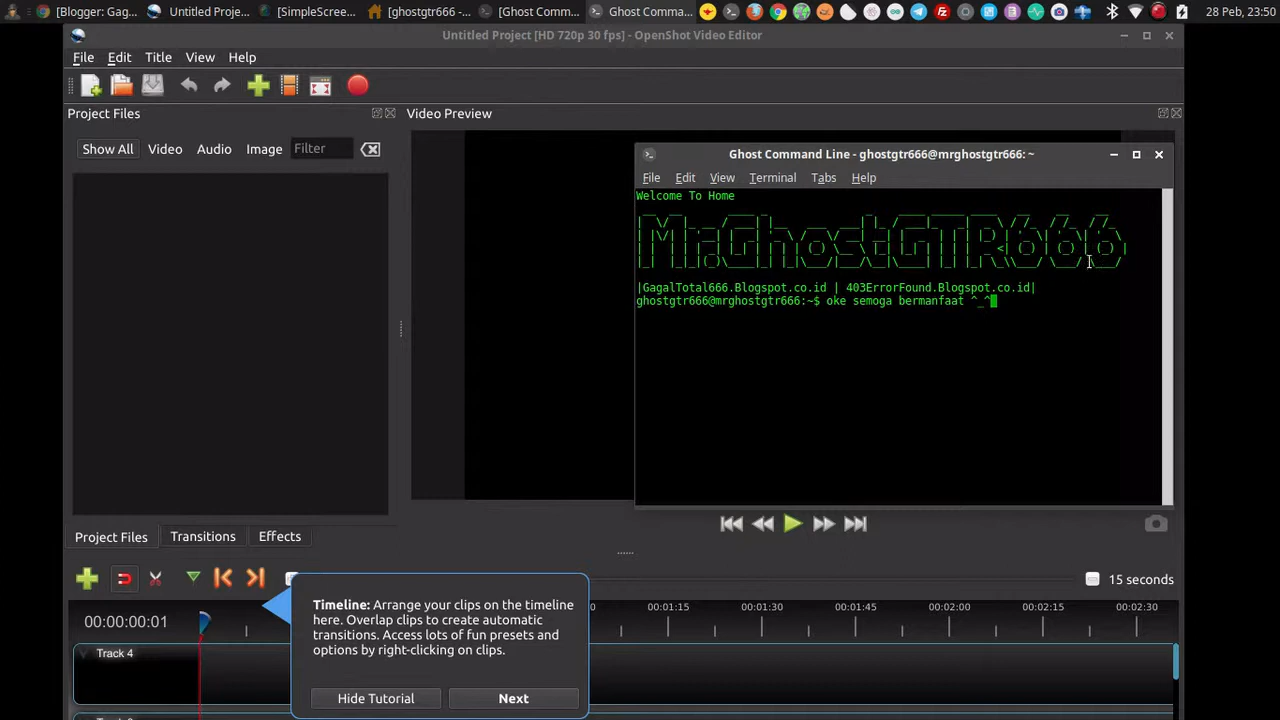 [Blogger: Gag... Untitled Proje... [SimpleScree... [ghostgtr666 -... [Ghost Comm... Ghost Comma... 28 Peb, 23:50
Untitled Project [HD 720p 30 fps] - OpenShot Video Editor
File Edit Title View Help
Project Files
Video Preview
Show All Video Audio Image Filter
Ghost Command Line - ghostgtr666@mrghostgtr666: ~
File Edit View Terminal Tabs Help
Welcome To Home
Mr.GhostGTR666
|GagalTotal666.Blogspot.co.id | 403ErrorFound.Blogspot.co.id|
ghostgtr666@mrghostgtr666:~$ oke semoga bermanfaat ^_^
Project Files Transitions Effects
15 seconds
00:00:00:01
0 00:01:15 00:01:30 00:01:45 00:02:00 00:02:15 00:02:30
Timeline: Arrange your clips on the timeline
here. Overlap clips to create automatic
transitions. Access lots of fun presets and
options by right-clicking on clips.
Track 4
Hide Tutorial Next